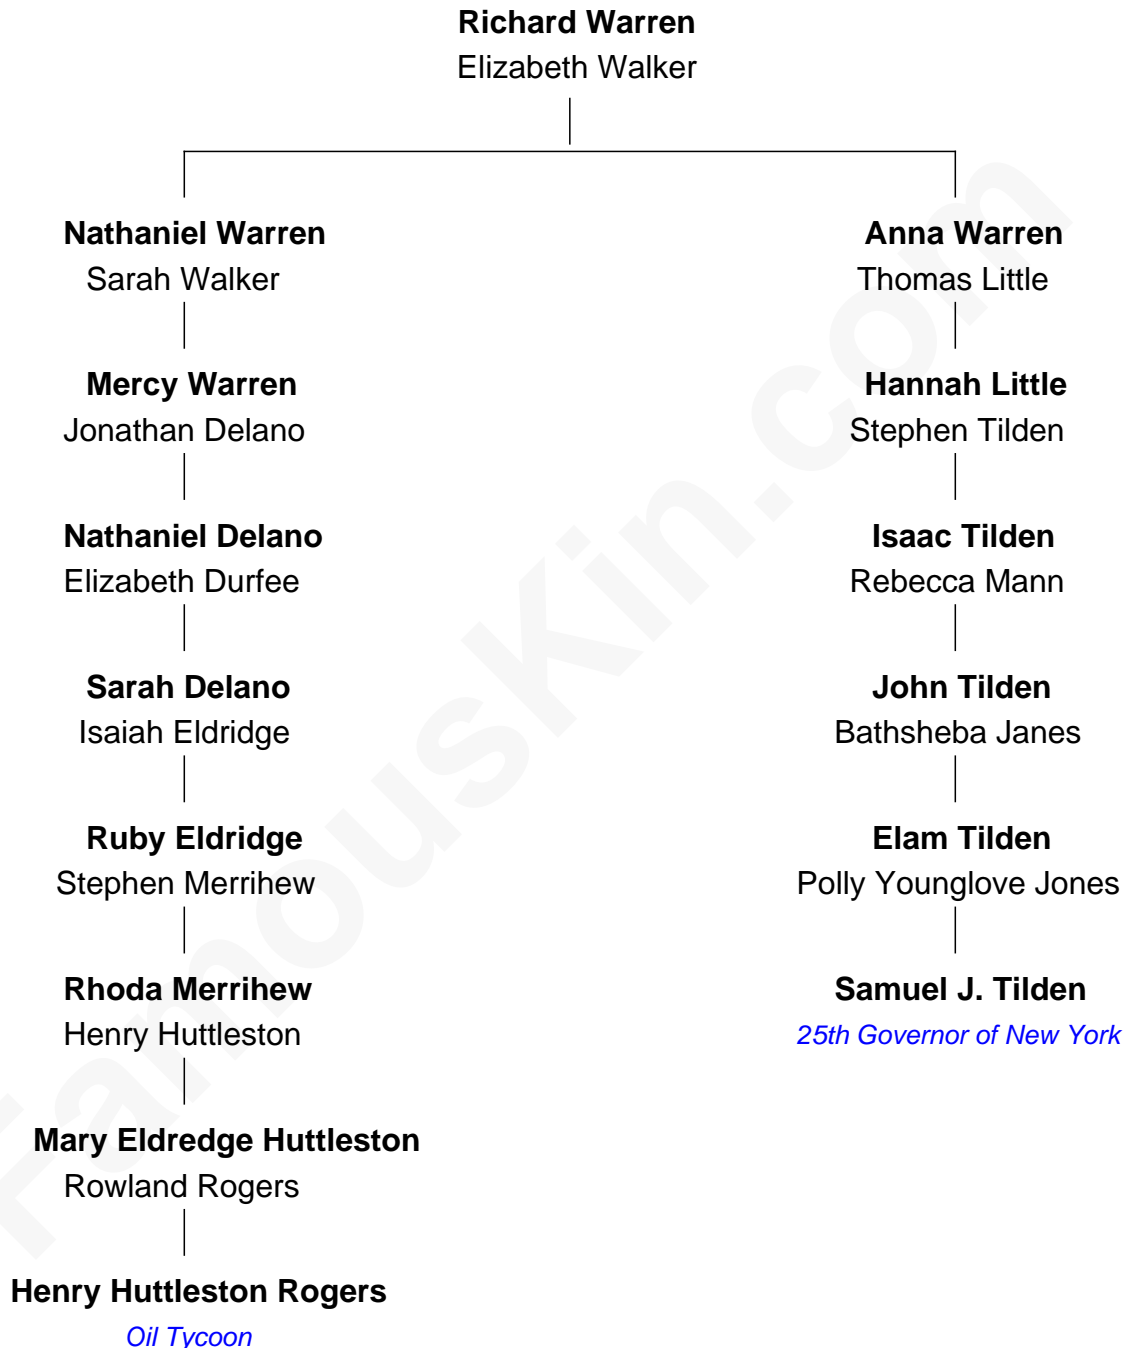 Richard Warren
Elizabeth Walker
Nathaniel Warren
Sarah Walker
Mercy Warren
Jonathan Delano
Nathaniel Delano
Elizabeth Durfee
Sarah Delano
Isaiah Eldridge
Ruby Eldridge
Stephen Merrihew
Rhoda Merrihew
Henry Huttleston
Mary Eldredge Huttleston
Rowland Rogers
Henry Huttleston Rogers
Oil Tycoon
Anna Warren
Thomas Little
Hannah Little
Stephen Tilden
Isaac Tilden
Rebecca Mann
John Tilden
Bathsheba Janes
Elam Tilden
Polly Younglove Jones
Samuel J. Tilden
25th Governor of New York
FamousKin.com